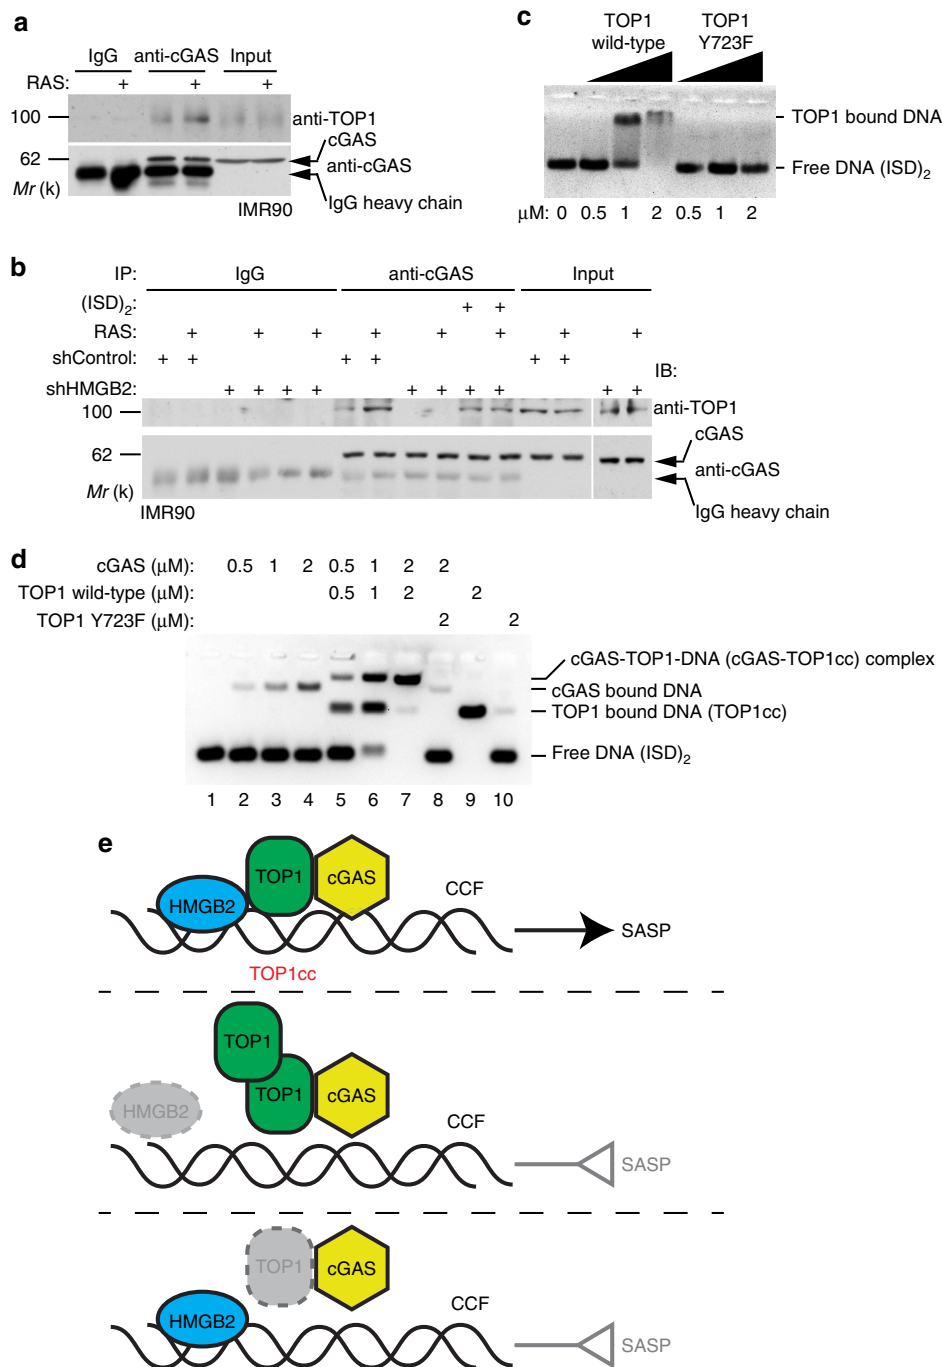 a
IgG anti-cGAS Input
RAS: + + +
100
anti-TOP1
cGAS
62
anti-cGAS
Mr (k)
IgG heavy chain
IMR90
c
TOP1 wild-type
TOP1 Y723F
TOP1 bound DNA
Free DNA (ISD)2
μM: 0 0.5 1 2 0.5 1 2
b
IP: IgG anti-cGAS Input
(ISD)2: + +
RAS: + + + + + + + +
shControl: + + + + + +
IB:
shHMGB2: + + + + + + + + + +
100
anti-TOP1
cGAS
62
anti-cGAS
Mr (k)
IgG heavy chain
IMR90
d
cGAS (μM): 0.5 1 2 0.5 1 2 2
TOP1 wild-type (μM): 0.5 1 2 2
TOP1 Y723F (μM): 2 2
cGAS-TOP1-DNA (cGAS-TOP1cc) complex
cGAS bound DNA
TOP1 bound DNA (TOP1cc)
Free DNA (ISD)2
1 2 3 4 5 6 7 8 9 10
e
TOP1
cGAS
HMGB2
CCF
SASP
TOP1cc
TOP1
TOP1
cGAS
HMGB2
CCF
SASP
TOP1
cGAS
HMGB2
CCF
SASP